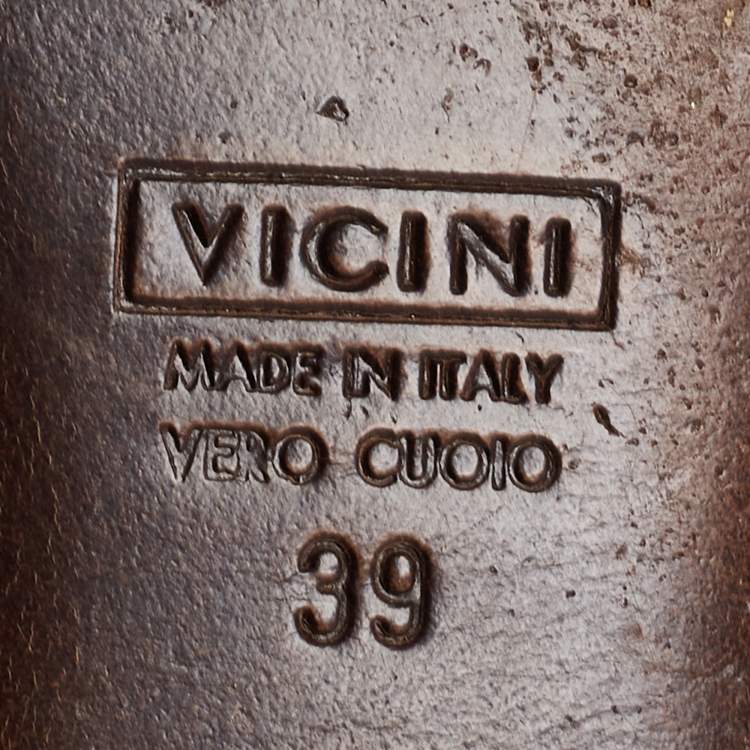 VICINI
MADE IN ITALY
VERO CUOIO
39